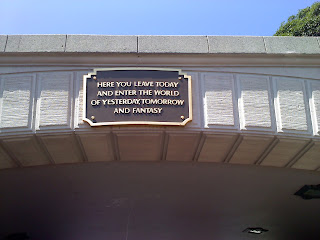 HERE YOU LEAVE TODAY
AND ENTER THE WORLD
OF YESTERDAY, TOMORROW
AND FANTASY